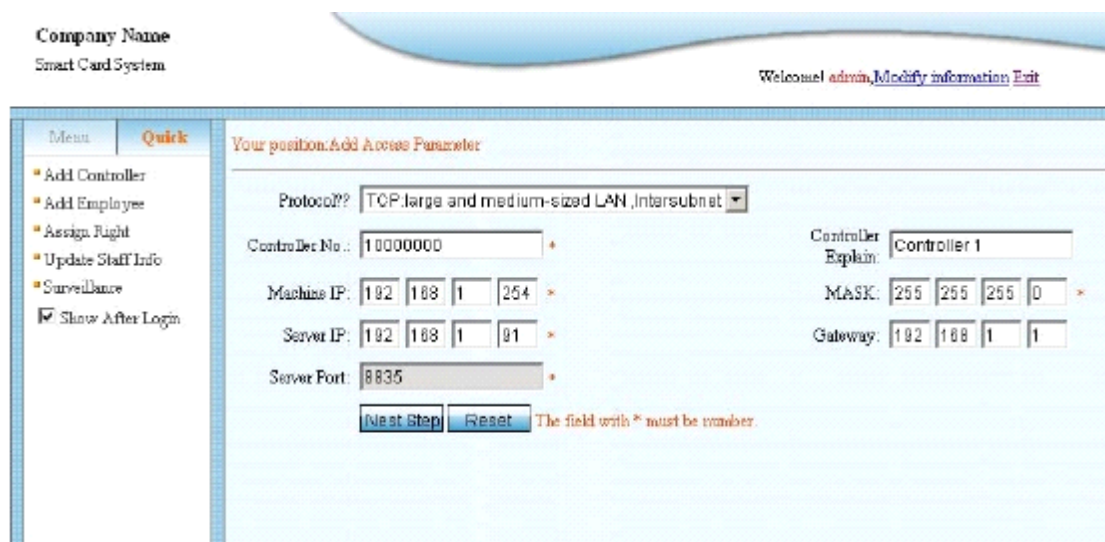 Company Name
Smart Card System
Welcome! admin,Modify information Exit
Menu Quick
Your position:Add Access Parameter
Add Controller
Add Employee
Assign Right
Update Staff Info
Surveillance
Show After Login
Protocol?? TCP:large and medium-sized LAN ,Intersubnet
Controller No.: 10000000 *
Controller Explain: Controller 1
Machine IP: 192 168 1 254 *
MASK: 255 255 255 0 *
Server IP: 192 168 1 91 *
Gateway: 192 168 1 1
Server Port: 8835 *
Next Step Reset The field with * must be number.